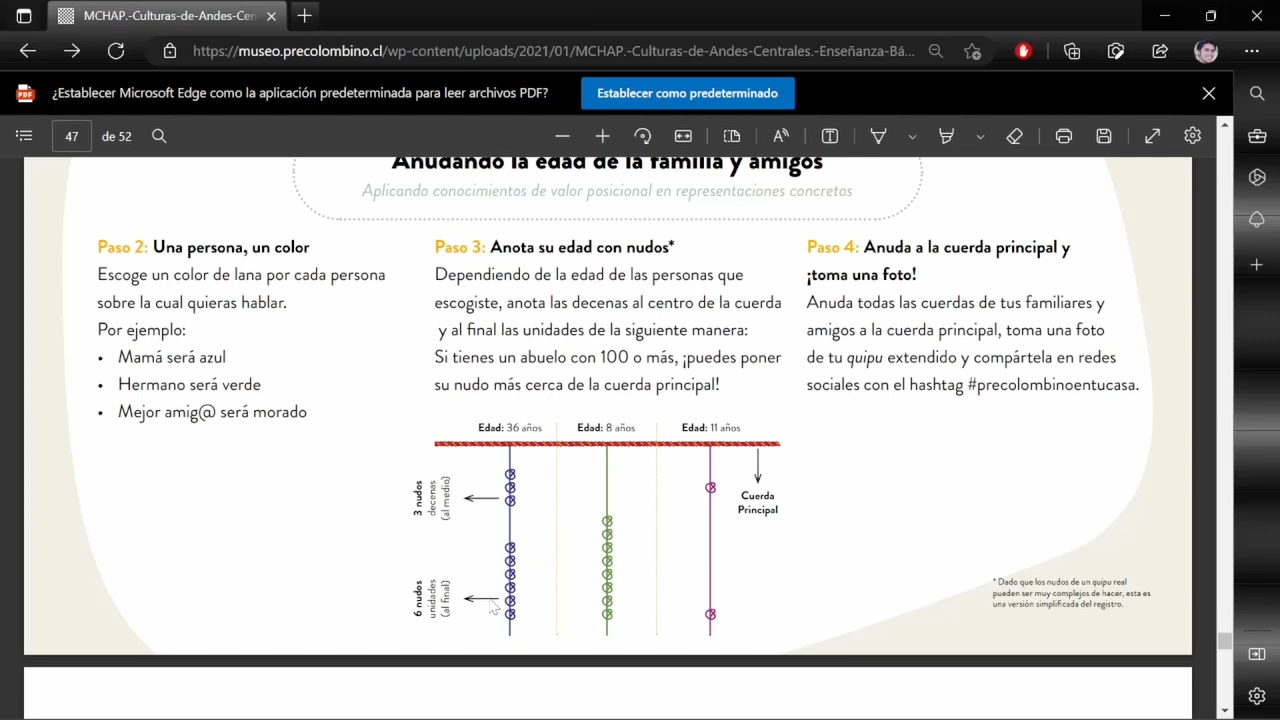 MCHAP.-Culturas-de-Andes-Cen
https://museo.precolombino.cl/wp-content/uploads/2021/01/MCHAP.-Culturas-de-Andes-Centrales.-Enseñanza-Bá...
PDF
¿Establecer Microsoft Edge como la aplicación predeterminada para leer archivos PDF?
Establecer como predeterminado
47 de 52
Anudando la edad de la familia y amigos
Aplicando conocimientos de valor posicional en representaciones concretas
Paso 2: Una persona, un color
Escoge un color de lana por cada persona
sobre la cual quieras hablar.
Por ejemplo:
• Mamá será azul
• Hermano será verde
• Mejor amig@ será morado
Paso 3: Anota su edad con nudos*
Dependiendo de la edad de las personas que
escogiste, anota las decenas al centro de la cuerda
y al final las unidades de la siguiente manera:
Si tienes un abuelo con 100 o más, ¡puedes poner
su nudo más cerca de la cuerda principal!
Edad: 36 años
Edad: 8 años
Edad: 11 años
3 nudos
decenas
(al medio)
6 nudos
unidades
(al final)
Cuerda
Principal
Paso 4: Anuda a la cuerda principal y
¡toma una foto!
Anuda todas las cuerdas de tus familiares y
amigos a la cuerda principal, toma una foto
de tu quipu extendido y compártela en redes
sociales con el hashtag #precolombinoentucasa.
* Dado que los nudos de un quipu real
pueden ser muy complejos de hacer, esta es
una versión simplificada del registro.